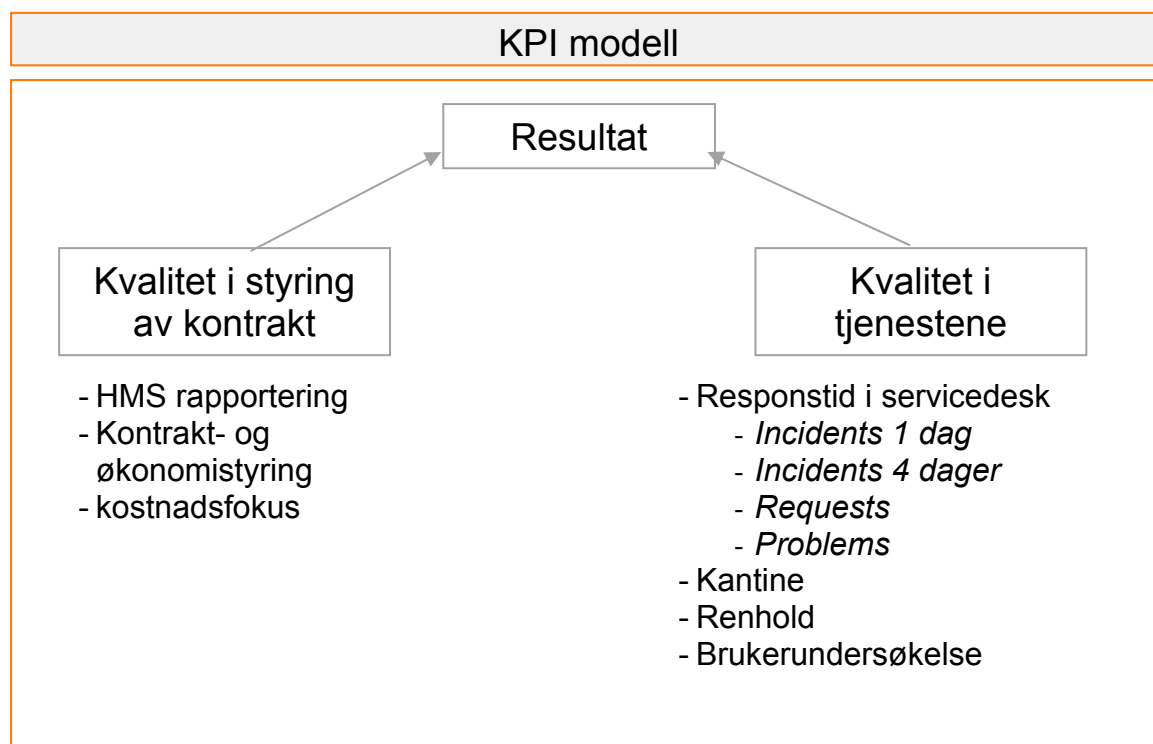 KPI modell
Resultat
Kvalitet i styring
av kontrakt
- HMS rapportering
- Kontrakt- og
økonomistyring
- kostnadsfokus
Kvalitet i
tjenestene
- Responstid i servicedesk
- Incidents 1 dag
- Incidents 4 dager
- Requests
- Problems
- Kantine
- Renhold
- Brukerundersøkelse